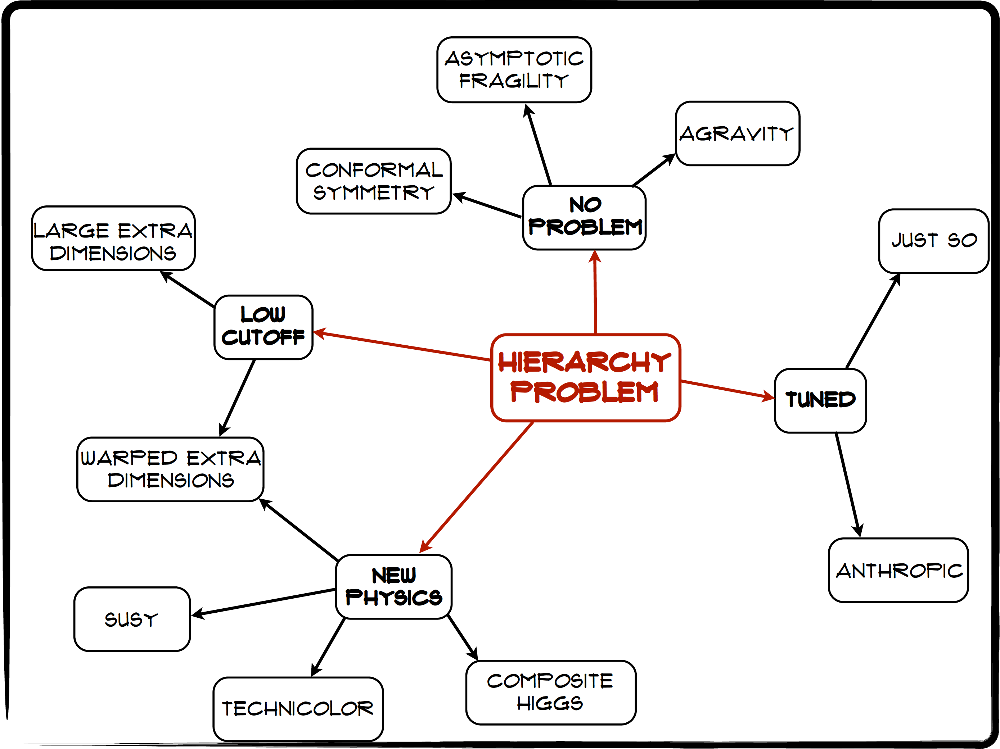 ASYMPTOTIC
FRAGILITY
AGRAVITY
CONFORMAL
SYMMETRY
NO
PROBLEM
LARGE EXTRA
DIMENSIONS
JUST SO
LOW
CUTOFF
HIERARCHY
PROBLEM
TUNED
WARPED EXTRA
DIMENSIONS
ANTHROPIC
NEW
PHYSICS
SUSY
COMPOSITE
HIGGS
TECHNICOLOR